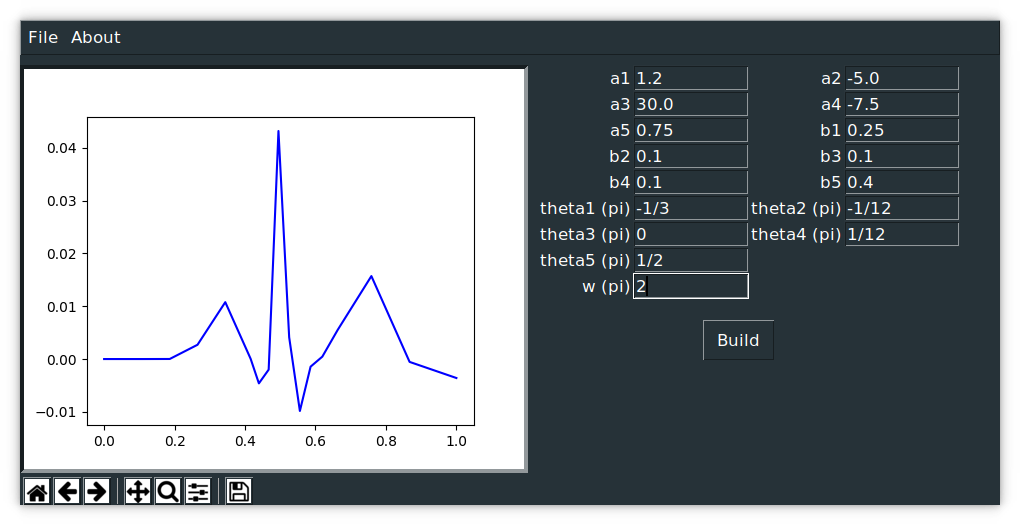 File About
0.04
0.03
0.02
0.01
0.00
−0.01
0.0 0.2 0.4 0.6 0.8 1.0
a1 1.2 a2 -5.0
a3 30.0 a4 -7.5
a5 0.75 b1 0.25
b2 0.1 b3 0.1
b4 0.1 b5 0.4
theta1 (pi) -1/3 theta2 (pi) -1/12
theta3 (pi) 0 theta4 (pi) 1/12
theta5 (pi) 1/2
w (pi) 2
Build